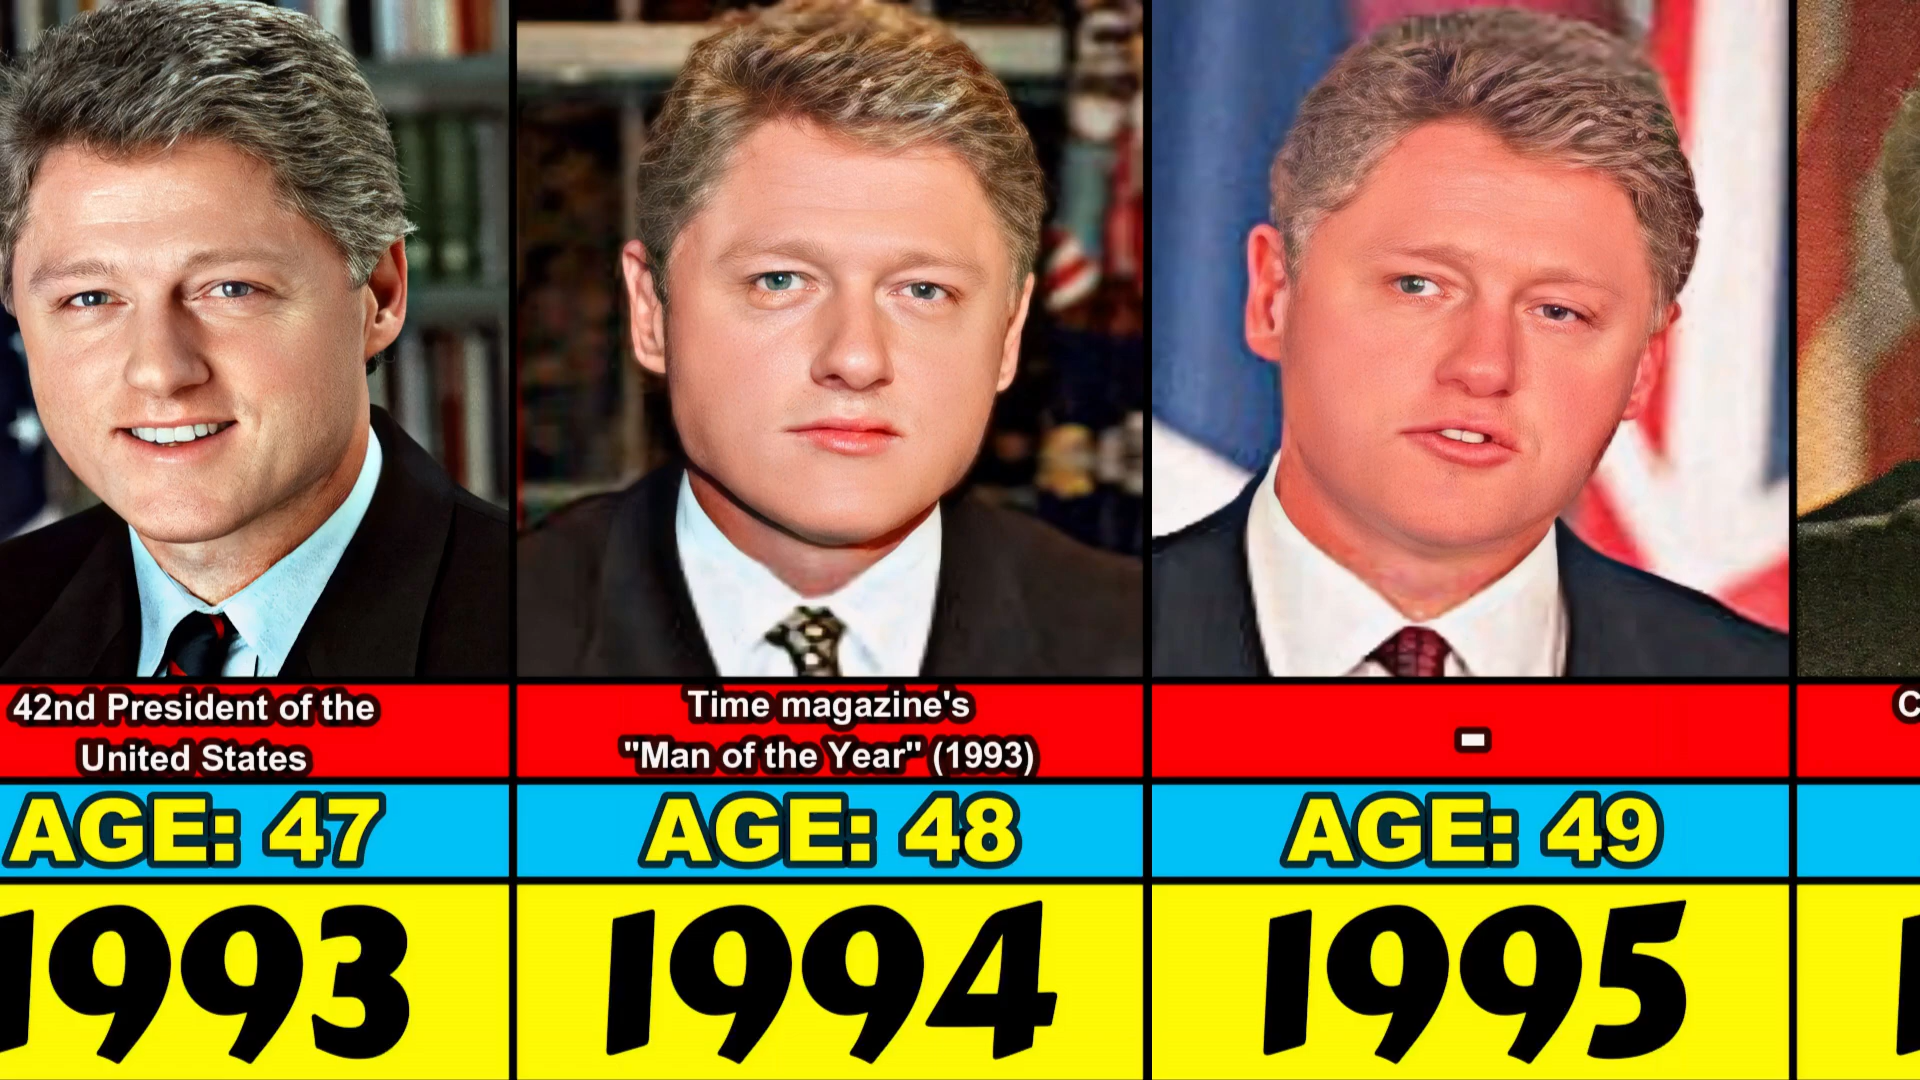 42nd President of the
United States
AGE: 47
1993
Time magazine's
"Man of the Year" (1993)
AGE: 48
1994
-
AGE: 49
1995
C